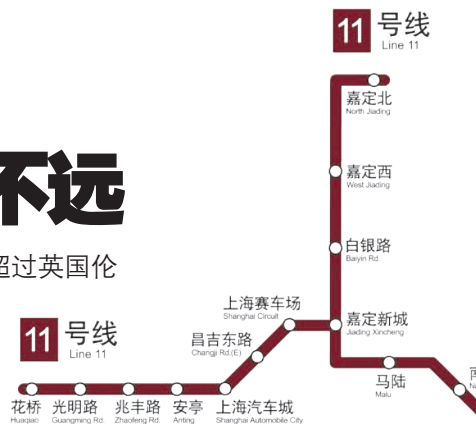 11 号线
Line 11
嘉定北
North Jiading
嘉定西
West Jiading
不远
白银路
Baiyin Rd
超过英国伦
上海赛车场
Shanghai Circuit
嘉定新城
Jiading Xincheng
11 号线
Line 11
昌吉东路
Changji Rd.(E)
马陆
Malu
南
花桥
Huaqiao
光明路
Guangming Rd
兆丰路
Zhaofeng Rd.
安亭
Anting
上海汽车城
Shanghai Automobile City